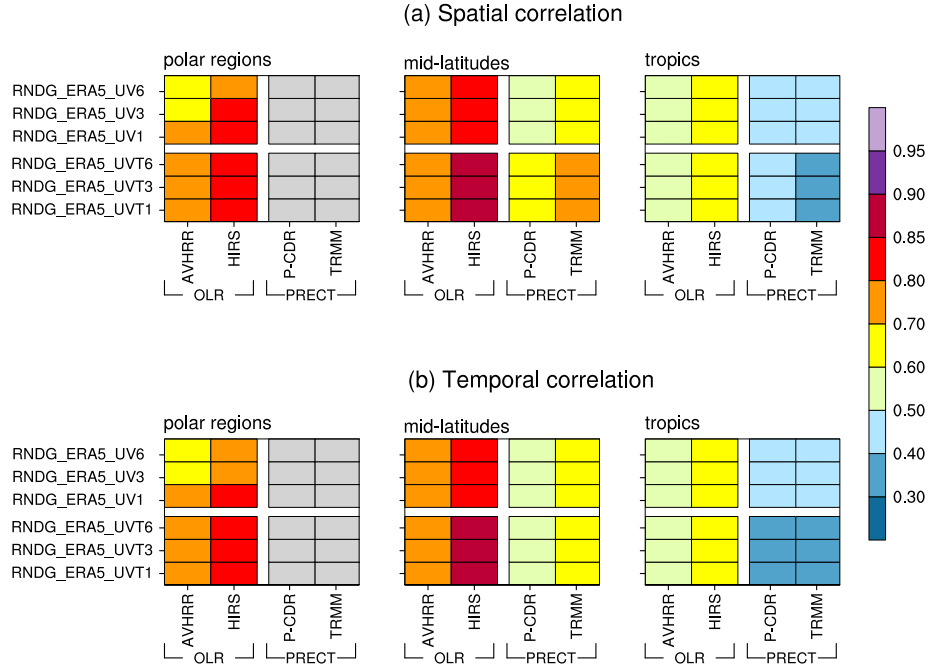 (a) Spatial correlation
polar regions
mid-latitudes
tropics
RNDG_ERA5_UV6
RNDG_ERA5_UV3
RNDG_ERA5_UV1
RNDG_ERA5_UVT6
RNDG_ERA5_UVT3
RNDG_ERA5_UVT1
AVHRR
HIRS
P-CDR
TRMM
AVHRR
HIRS
P-CDR
TRMM
AVHRR
HIRS
P-CDR
TRMM
OLR
PRECT
OLR
PRECT
OLR
PRECT
0.95
0.90
0.85
0.80
0.70
0.60
0.50
0.40
0.30
(b) Temporal correlation
polar regions
mid-latitudes
tropics
RNDG_ERA5_UV6
RNDG_ERA5_UV3
RNDG_ERA5_UV1
RNDG_ERA5_UVT6
RNDG_ERA5_UVT3
RNDG_ERA5_UVT1
AVHRR
HIRS
P-CDR
TRMM
AVHRR
HIRS
P-CDR
TRMM
AVHRR
HIRS
P-CDR
TRMM
OLR
PRECT
OLR
PRECT
OLR
PRECT